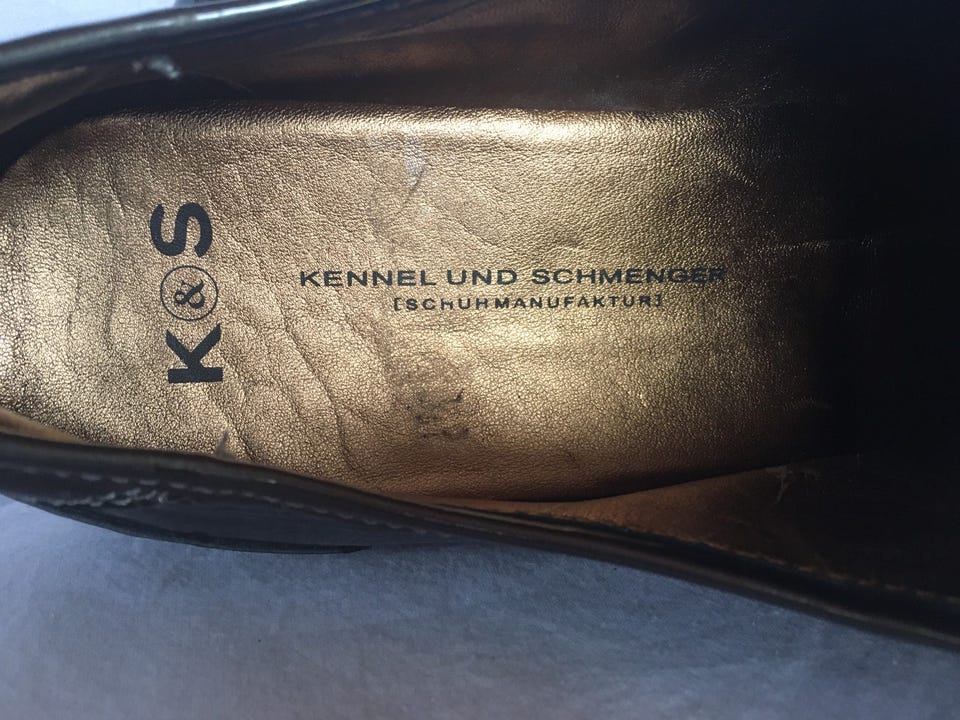 K&S
KENNEL UND SCHMENGER
[SCHUHMANUFAKTUR]